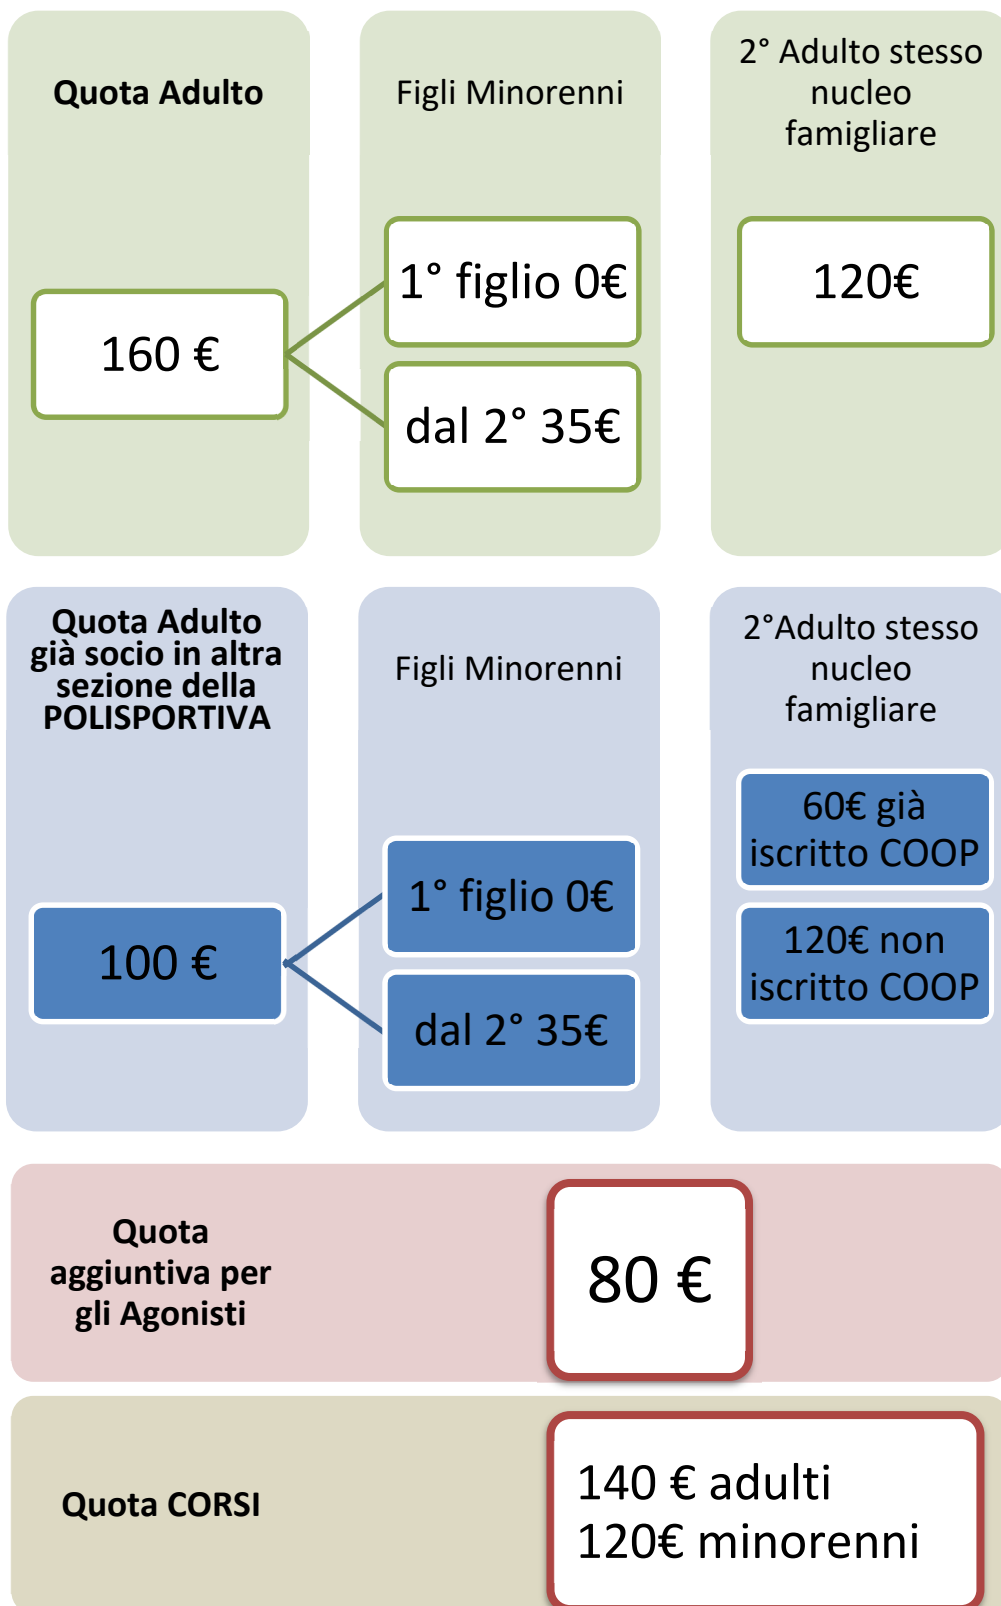 Quota Adulto
160 €
Figli Minorenni
1° figlio 0€
dal 2° 35€
2° Adulto stesso
nucleo
famigliare
120€
Quota Adulto
già socio in altra
sezione della
POLISPORTIVA
100 €
Figli Minorenni
1° figlio 0€
dal 2° 35€
2°Adulto stesso
nucleo
famigliare
60€ già
iscritto COOP
120€ non
iscritto COOP
Quota
aggiuntiva per
gli Agonisti
80 €
Quota CORSI
140 € adulti
120€ minorenni